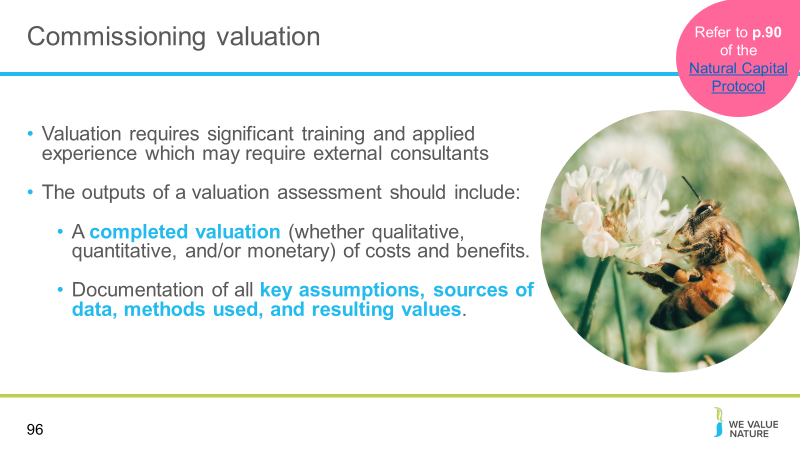 Commissioning valuation
Refer to p.90
of the
Natural Capital
Protocol
• Valuation requires significant training and applied
experience which may require external consultants
• The outputs of a valuation assessment should include:
• A completed valuation (whether qualitative,
quantitative, and/or monetary) of costs and benefits.
• Documentation of all key assumptions, sources of
data, methods used, and resulting values.
96
WE VALUE
NATURE